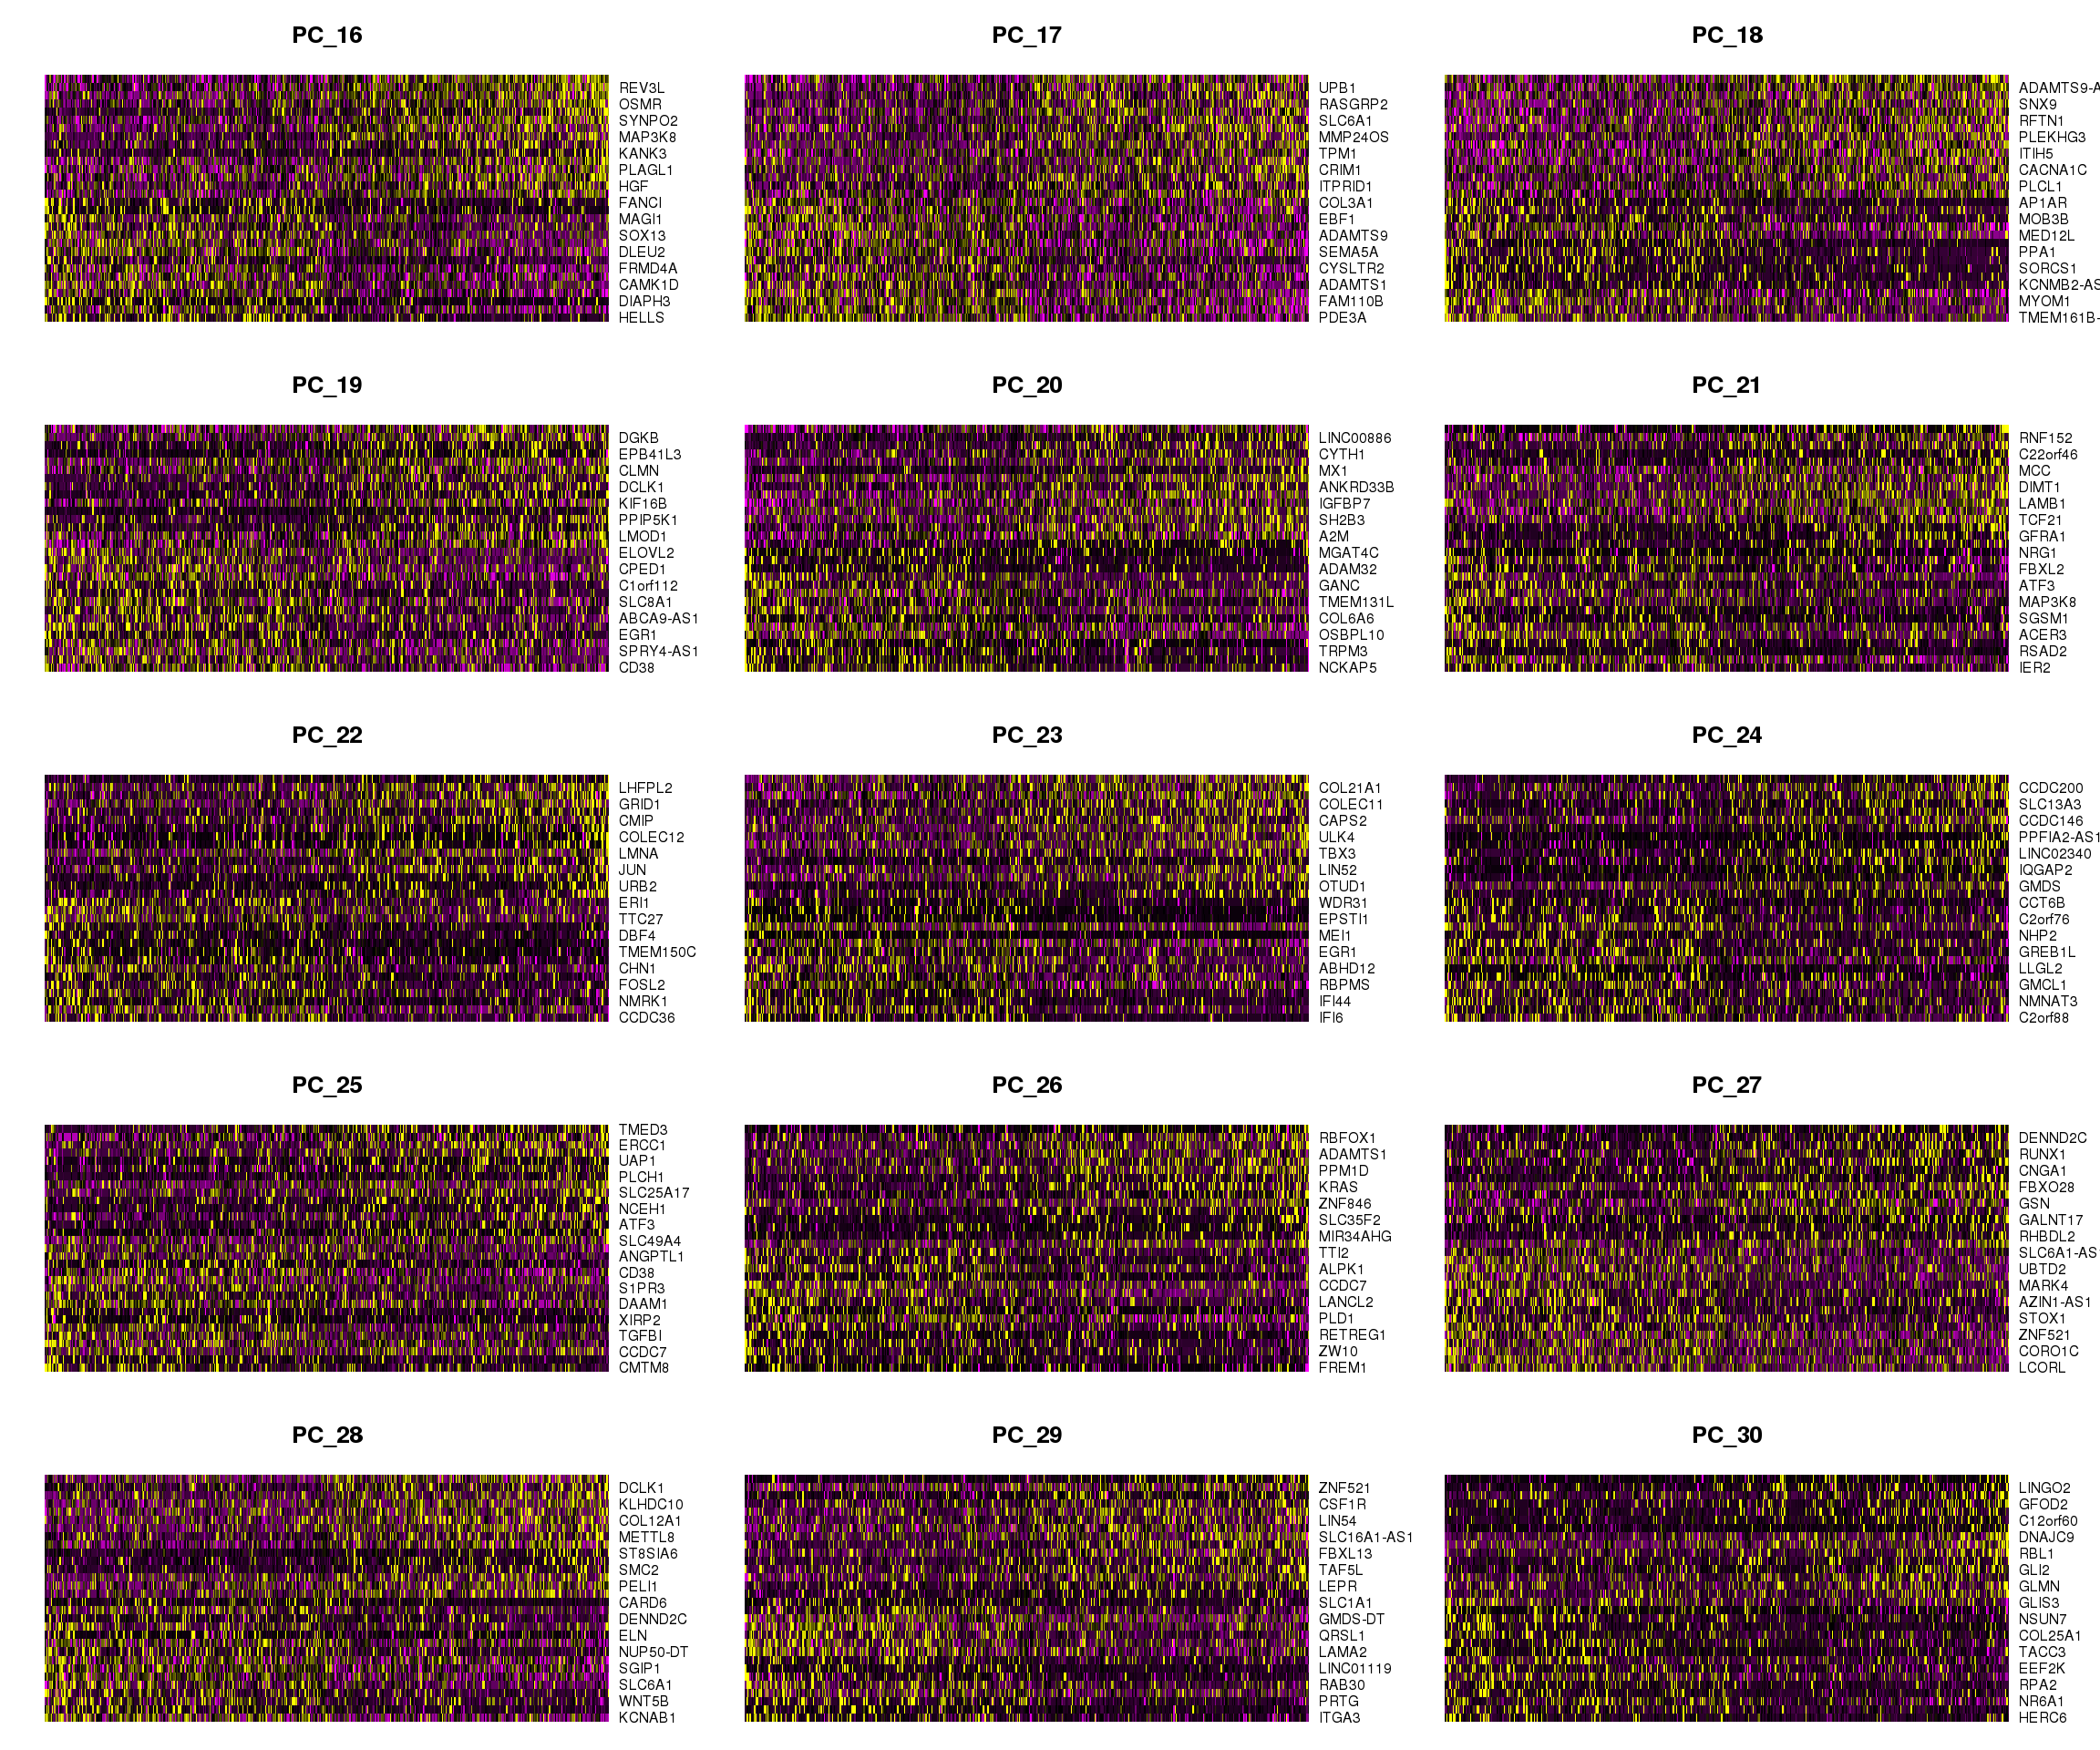 PC_16
REV3L
OSMR
SYNPO2
MAP3K8
KANK3
PLAGL1
HGF
FANCI
MAGI1
SOX13
DLEU2
FRMD4A
CAMK1D
DIAPH3
HELLS
PC_17
UPB1
RASGRP2
SLC6A1
MMP24OS
TPM1
CRIM1
ITPRID1
COL3A1
EBF1
ADAMTS9
SEMA5A
CYSLTR2
ADAMTS1
FAM110B
PDE3A
PC_18
ADAMTS9-A
SNX9
RFTN1
PLEKHG3
ITIH5
CACNA1C
PLCL1
AP1AR
MOB3B
MED12L
PPA1
SORCS1
KCNMB2-AS
MYOM1
TMEM161B-
PC_19
DGKB
EPB41L3
CLMN
DCLK1
KIF16B
PPIP5K1
LMOD1
ELOVL2
CPED1
C1orf112
SLC8A1
ABCA9-AS1
EGR1
SPRY4-AS1
CD38
PC_20
LINC00886
CYTH1
MX1
ANKRD33B
IGFBP7
SH2B3
A2M
MGAT4C
ADAM32
GANC
TMEM131L
COL6A6
OSBPL10
TRPM3
NCKAP5
PC_21
RNF152
C22orf46
MCC
DIMT1
LAMB1
TCF21
GFRA1
NRG1
FBXL2
ATF3
MAP3K8
SGSM1
ACER3
RSAD2
IER2
PC_22
LHFPL2
GRID1
CMIP
COLEC12
LMNA
JUN
URB2
ERI1
TTC27
DBF4
TMEM150C
CHN1
FOSL2
NMRK1
CCDC36
PC_23
COL21A1
COLEC11
CAPS2
ULK4
TBX3
LIN52
OTUD1
WDR31
EPSTI1
MEI1
EGR1
ABHD12
RBPMS
IFI44
IFI6
PC_24
CCDC200
SLC13A3
CCDC146
PPFIA2-AS1
LINC02340
IQGAP2
GMDS
CCT6B
C2orf76
NHP2
GREB1L
LLGL2
GMCL1
NMNAT3
C2orf88
PC_25
TMED3
ERCC1
UAP1
PLCH1
SLC25A17
NCEH1
ATF3
SLC49A4
ANGPTL1
CD38
S1PR3
DAAM1
XIRP2
TGFBI
CCDC7
CMTM8
PC_26
RBFOX1
ADAMTS1
PPM1D
KRAS
ZNF846
SLC35F2
MIR34AHG
TTI2
ALPK1
CCDC7
LANCL2
PLD1
RETREG1
ZW10
FREM1
PC_27
DENND2C
RUNX1
CNGA1
FBXO28
GSN
GALNT17
RHBDL2
SLC6A1-AS
UBTD2
MARK4
AZIN1-AS1
STOX1
ZNF521
CORO1C
LCORL
PC_28
DCLK1
KLHDC10
COL12A1
METTL8
ST8SIA6
SMC2
PELI1
CARD6
DENND2C
ELN
NUP50-DT
SGIP1
SLC6A1
WNT5B
KCNAB1
PC_29
ZNF521
CSF1R
LIN54
SLC16A1-AS1
FBXL13
TAF5L
LEPR
SLC1A1
GMDS-DT
QRSL1
LAMA2
LINC01119
RAB30
PRTG
ITGA3
PC_30
LINGO2
GFOD2
C12orf60
DNAJC9
RBL1
GLI2
GLMN
GLIS3
NSUN7
COL25A1
TACC3
EEF2K
RPA2
NR6A1
HERC6